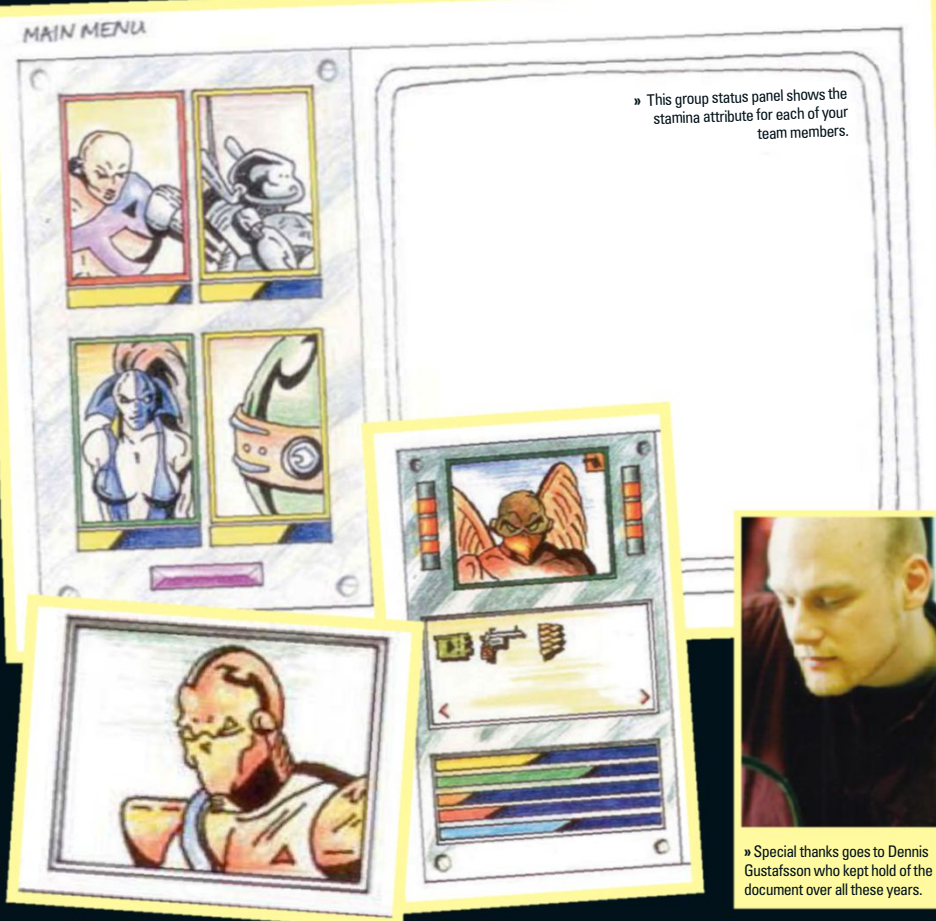 MAIN MENU
» This group status panel shows the
stamina attribute for each of your
team members.
» Special thanks goes to Dennis
Gustafsson who kept hold of the
document over all these years.